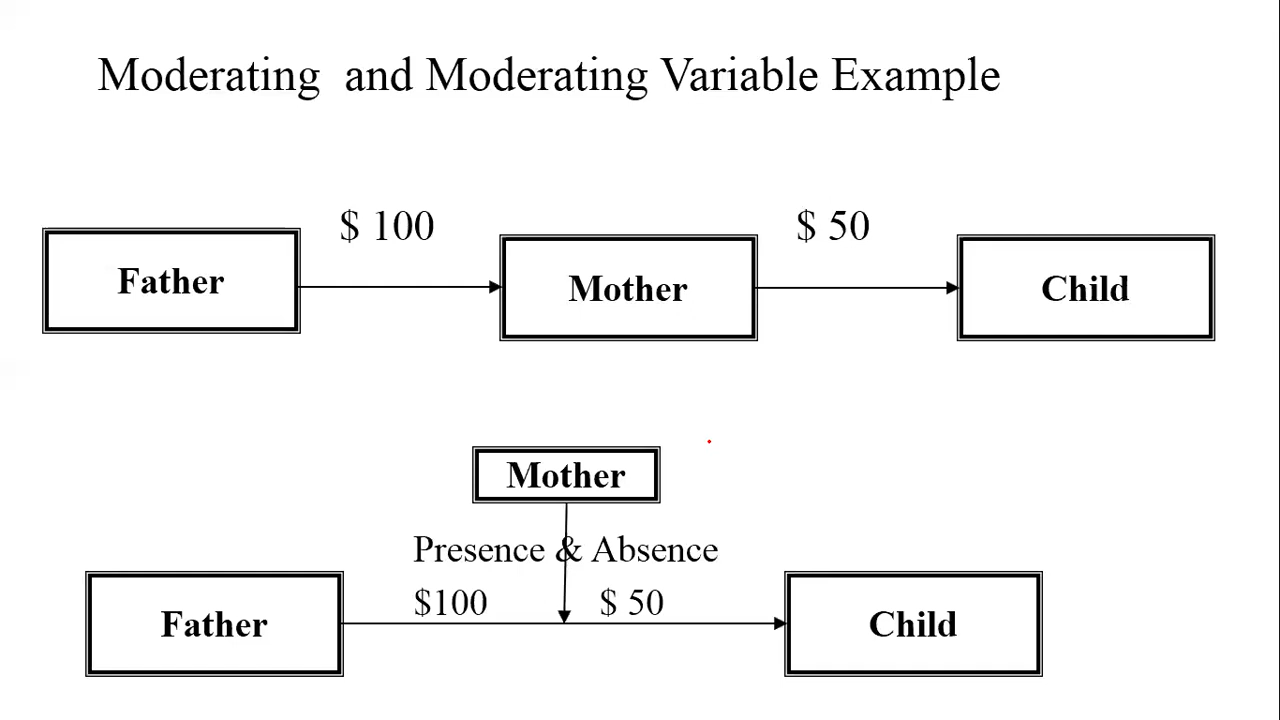 Moderating and Moderating Variable Example
$ 100
$ 50
Father
Mother
Child
Mother
Presence & Absence
$100 $ 50
Father
Child